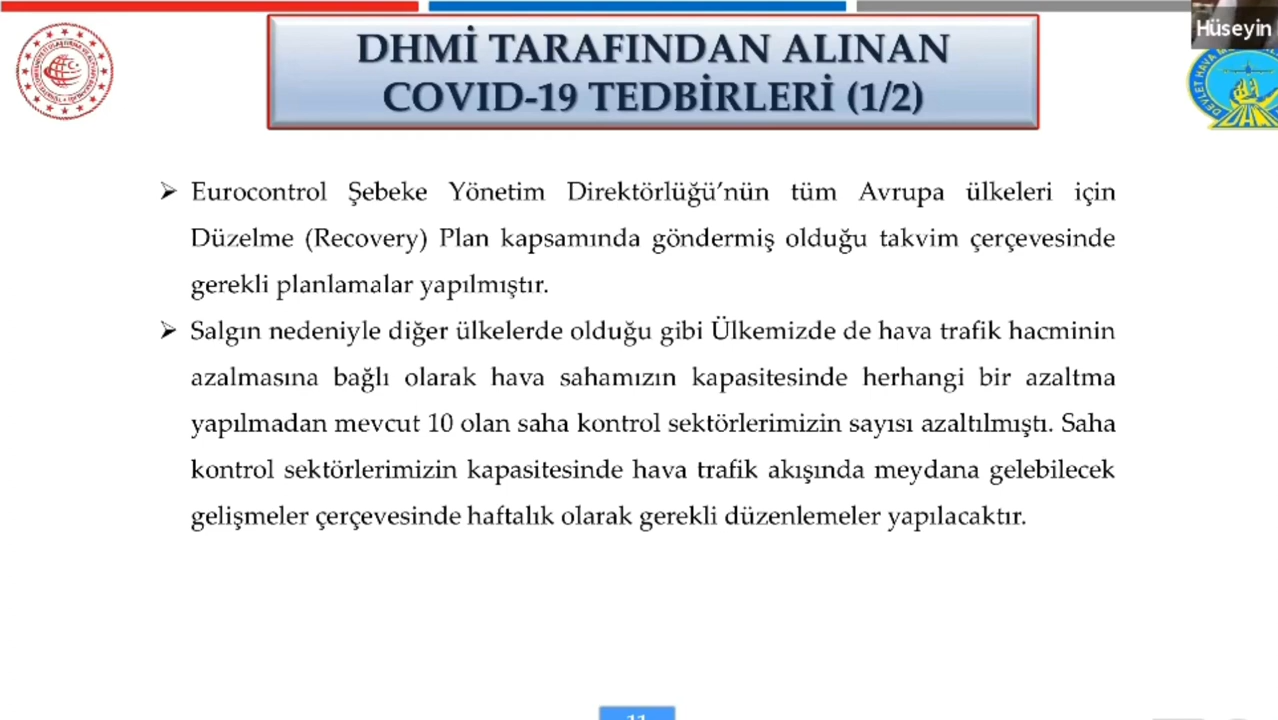 Hüseyin
DHMİ TARAFINDAN ALINAN
COVID-19 TEDBİRLERİ (1/2)
DEVLET HAVA
➢ Eurocontrol Şebeke Yönetim Direktörlüğü’nün tüm Avrupa ülkeleri için
Düzelme (Recovery) Plan kapsamında göndermiş olduğu takvim çerçevesinde
gerekli planlamalar yapılmıştır.
➢ Salgın nedeniyle diğer ülkelerde olduğu gibi Ülkemizde de hava trafik hacminin
azalmasına bağlı olarak hava sahamızın kapasitesinde herhangi bir azaltma
yapılmadan mevcut 10 olan saha kontrol sektörlerimizin sayısı azaltılmıştı. Saha
kontrol sektörlerimizin kapasitesinde hava trafik akışında meydana gelebilecek
gelişmeler çerçevesinde haftalık olarak gerekli düzenlemeler yapılacaktır.
11